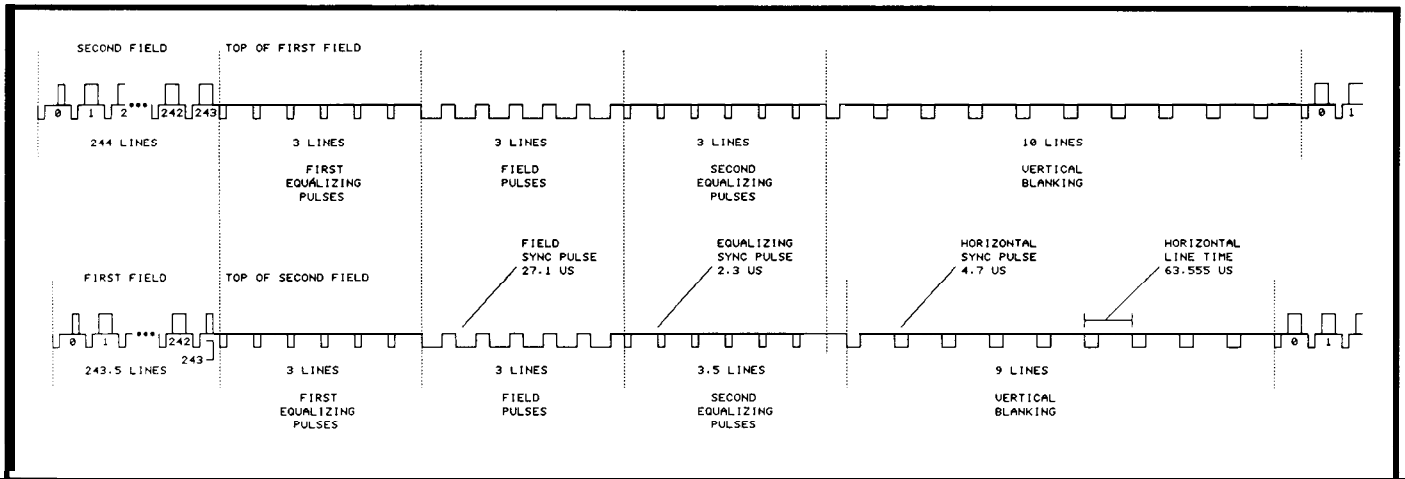 SECOND FIELD
TOP OF FIRST FIELD
0 1 2 ••• 242 243
0 1
244 LINES
3 LINES
3 LINES
3 LINES
10 LINES
FIRST
EQUALIZING
PULSES
FIELD
PULSES
SECOND
EQUALIZING
PULSES
VERTICAL
BLANKING
FIELD
SYNC PULSE
27.1 US
EQUALIZING
SYNC PULSE
2.3 US
HORIZONTAL
SYNC PULSE
4.7 US
HORIZONTAL
LINE TIME
63.555 US
FIRST FIELD
TOP OF SECOND FIELD
0 1 ••• 242
243
0 1
243.5 LINES
3 LINES
3 LINES
3.5 LINES
9 LINES
FIRST
EQUALIZING
PULSES
FIELD
PULSES
SECOND
EQUALIZING
PULSES
VERTICAL
BLANKING